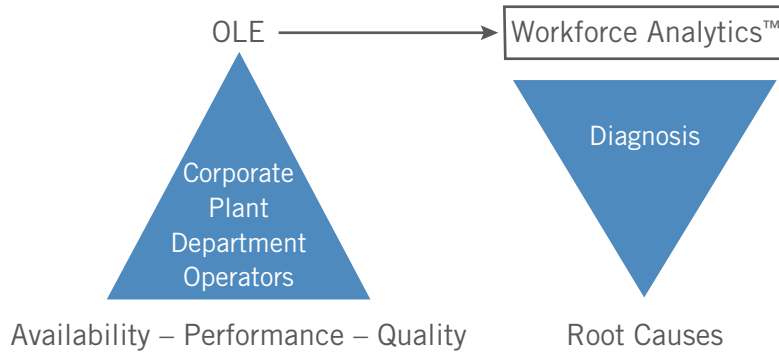 OLE
Workforce Analytics™
Corporate
Plant
Department
Operators
Diagnosis
Availability – Performance – Quality
Root Causes